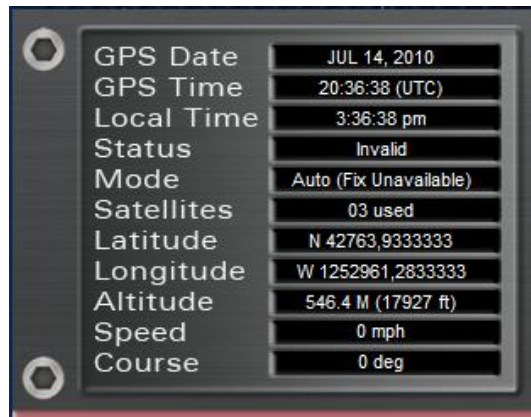 GPS Date JUL 14, 2010
GPS Time 20:36:38 (UTC)
Local Time 3:36:38 pm
Status Invalid
Mode Auto (Fix Unavailable)
Satellites 03 used
Latitude N 42763,9333333
Longitude W 1252961,2833333
Altitude 546.4 M (17927 ft)
Speed 0 mph
Course 0 deg